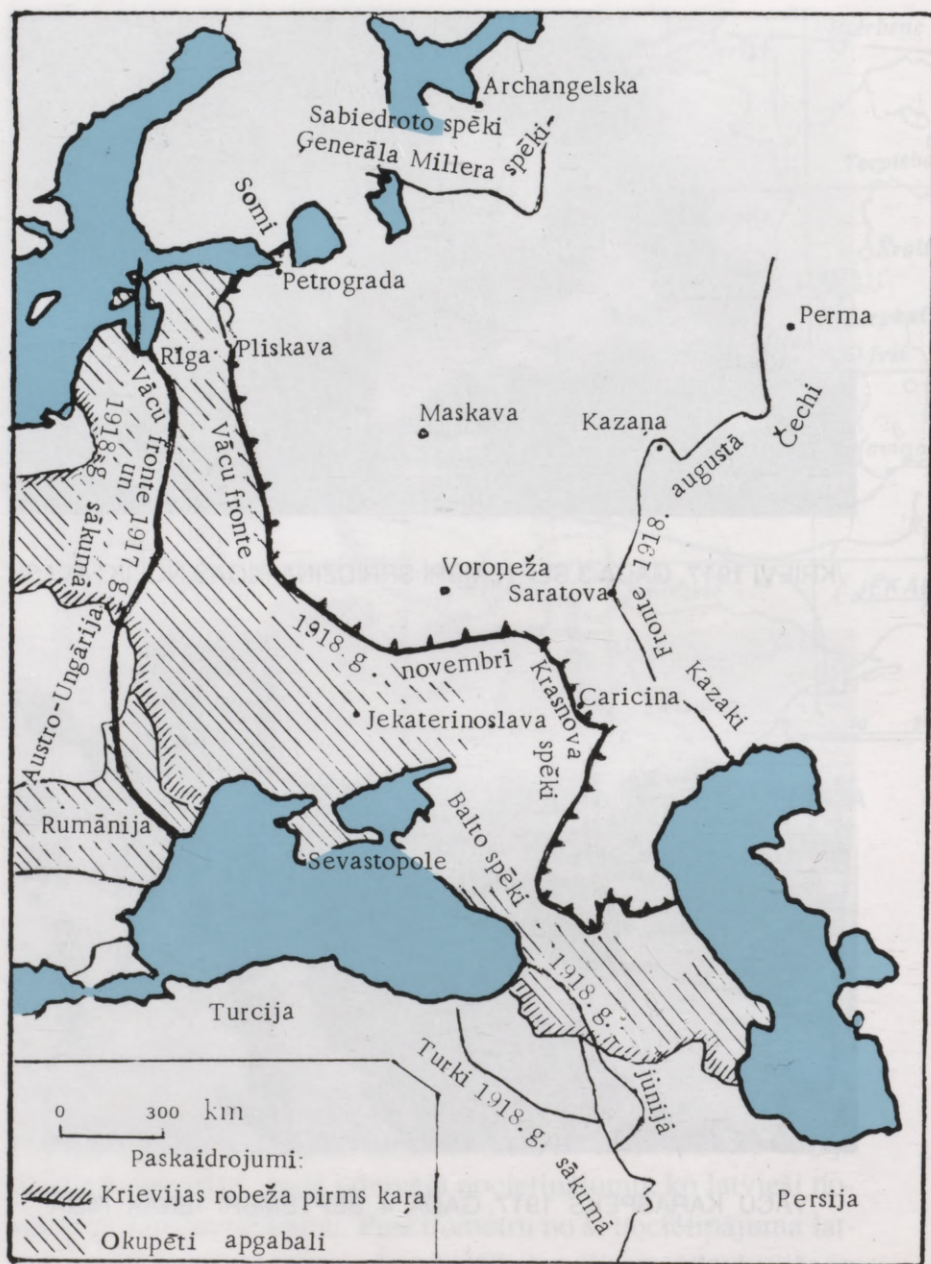 Archangelska
Sabiedroto spēki
Ģenerāļa Millera spēki-
Somi
Petrograda
Perma
Rīga
Pliskava
Maskava
Kazaņa
Čechi
Vācu fronte 1917.g.
un
1918.g. sākumā
Vācu fronte
1918.g.
novembrī
Fronte 1918. augustā
Voroņeža
Saratova
Kazaki
Krasnova
spēki
Caricina
Jekaterinoslava
Austro-Ungārija
Rumānija
Sevastopole
Balto spēki
Turcija
Turki 1918.g.
1918.g. jūnija
sākumā
Persija
0 300 km
Paskaidrojumi:
Krievijas robeža pirms kara
Okupēti apgabali